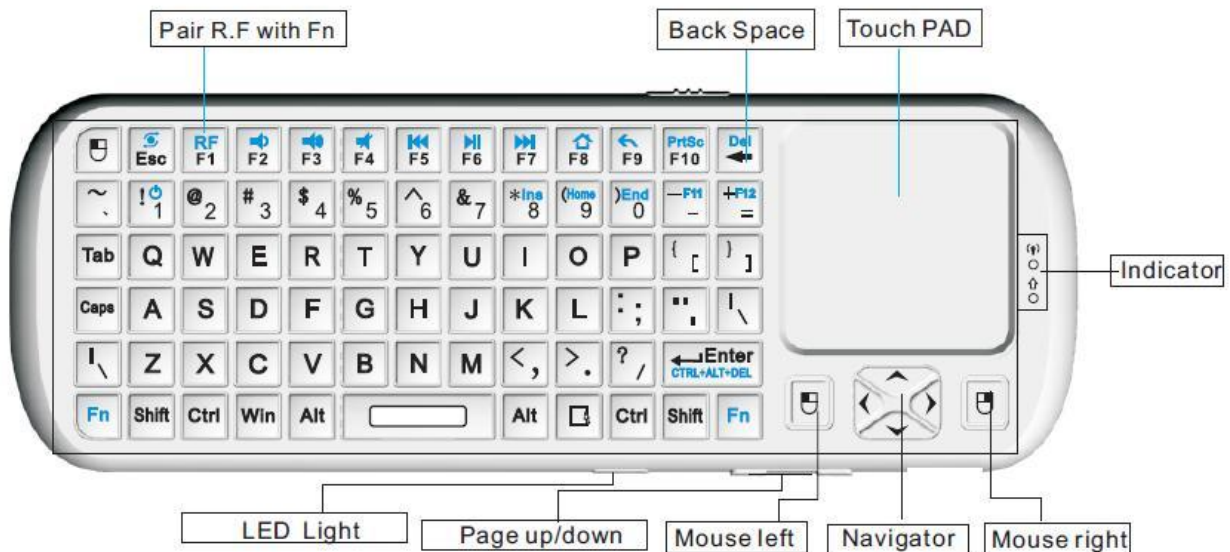 Pair R.F with Fn
Back Space
Touch PAD
RF
PrtSc
Del
Esc F1 F2 F3 F4 F5 F6 F7 F8 F9 F10
~ ` ! 1 @ 2 # 3 $ 4 % 5 ^ 6 & 7 * Ins 8 ( Home 9 ) End 0 — F11 - + F12 =
Tab Q W E R T Y U I O P { [ } ]
Indicator
Caps A S D F G H J K L : ; " ' | \
| \ Z X C V B N M < , > . ? / Enter
CTRL+ALT+DEL
Fn Shift Ctrl Win Alt Alt Ctrl Shift Fn
LED Light
Page up/down
Mouse left
Navigator
Mouse right